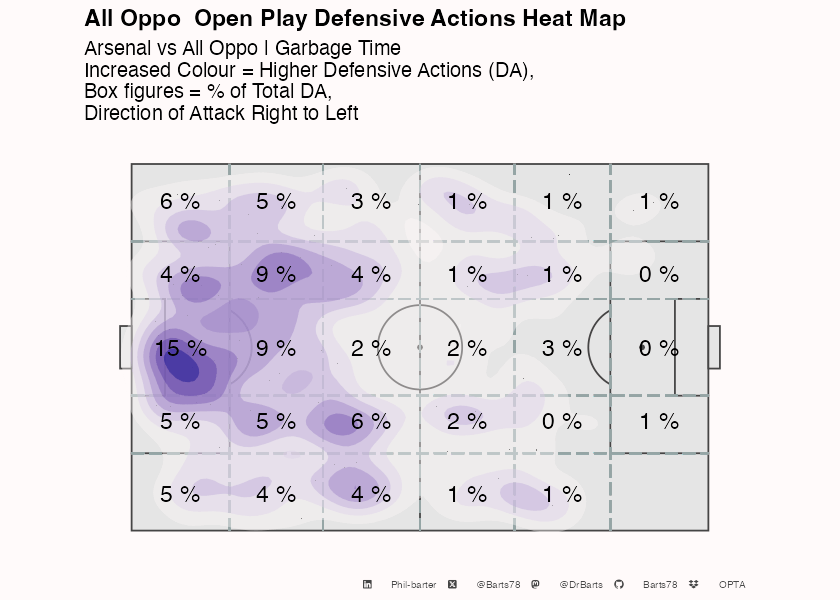 All Oppo  Open Play Defensive Actions Heat Map
Arsenal vs All Oppo | Garbage Time
Increased Colour = Higher Defensive Actions (DA),
Box figures = % of Total DA,
Direction of Attack Right to Left
6 % 5 % 3 % 1 % 1 % 1 %
4 % 9 % 4 % 1 % 1 % 0 %
15 % 9 % 2 % 2 % 3 % 0 %
5 % 5 % 6 % 2 % 0 % 1 %
5 % 4 % 4 % 1 % 1 %
Phil-barter @Barts78 @DrBarts Barts78 OPTA